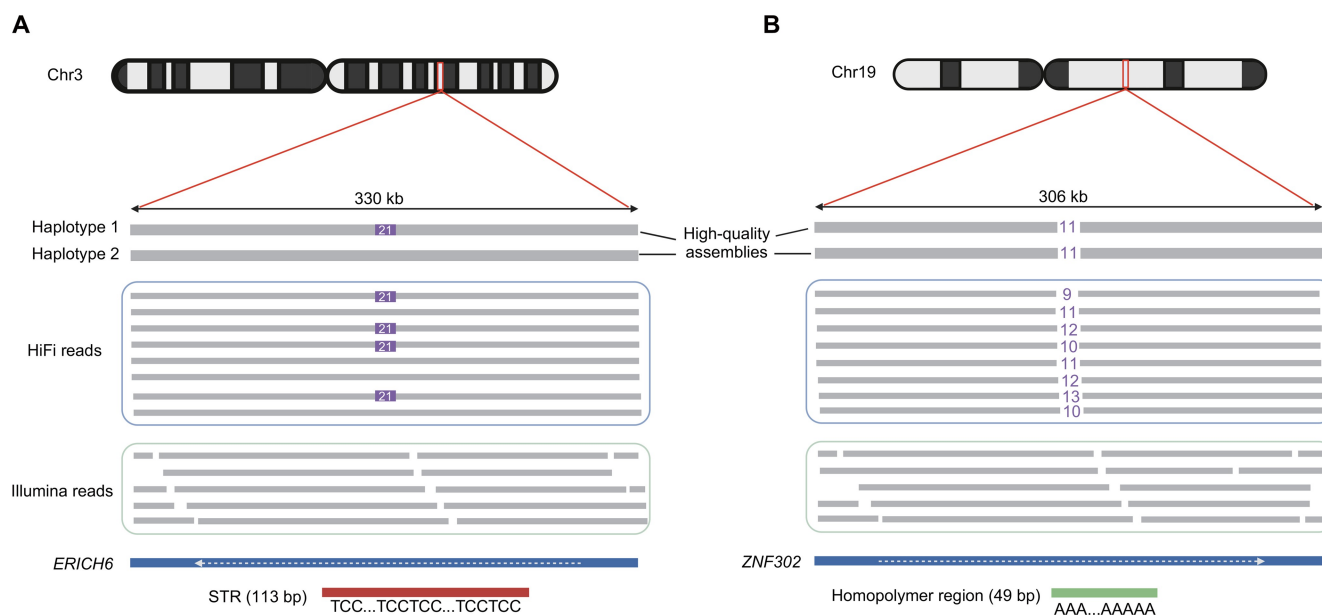 A
B
Chr3
Chr19
330 kb
306 kb
Haplotype 1
21
High-quality
11
Haplotype 2
assemblies
11
HiFi reads
21
21
21
21
9
11
12
10
11
12
13
10
Illumina reads
ERICH6
ZNF302
STR (113 bp)
TCC...TCCTCC...TCCTCC
Homopolymer region (49 bp)
AAA...AAAAA